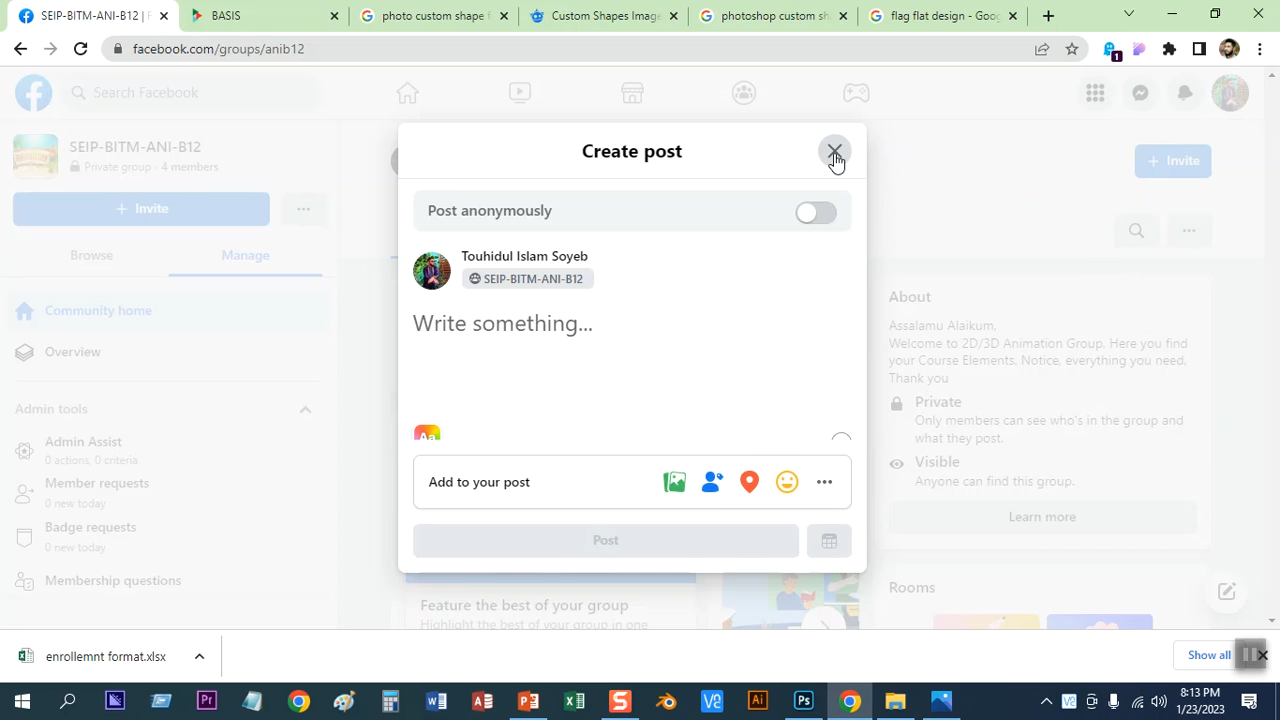 SEIP-BITM-ANI-B12 | F
BASIS
photo custom shape f
Custom Shapes Image
photoshop custom sh
flag flat design - Goog
facebook.com/groups/anib12
1
Search Facebook
SEIP-BITM-ANI-B12
Private group · 4 members
+ Invite
Browse
Manage
Community home
Overview
Admin tools
Admin Assist
0 actions, 0 criteria
Member requests
0 new today
Badge requests
0 new today
Membership questions
Create post
Post anonymously
Touhidul Islam Soyeb
SEIP-BITM-ANI-B12
Write something...
Aa
Add to your post
Post
Feature the best of your group
Highlight the best of your group in one
+ Invite
About
Assalamu Alaikum,
Welcome to 2D/3D Animation Group. Here you find
your Course Elements, Notice, everything you need.
Thank you
Private
Only members can see who's in the group and
what they post.
Visible
Anyone can find this group.
Learn more
Rooms
enrollemnt format.xlsx
Show all
8:13 PM
1/23/2023